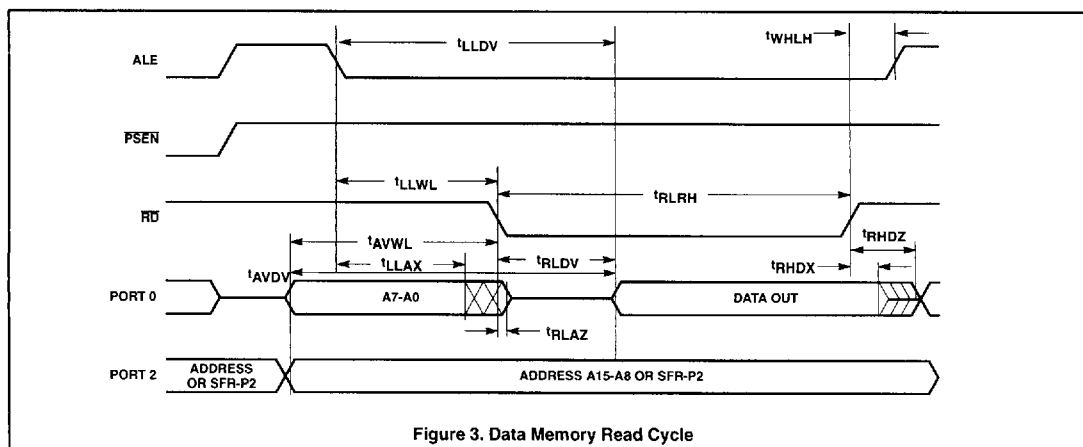 tLLDV
tWHLH
ALE
PSEN
tLLWL
tRLRH
RD
tAVWL
tRHDZ
tAVDV
tLLAX
tRLDV
tRHDX
PORT 0
A7-A0
DATA OUT
tRLAZ
PORT 2
ADDRESS
OR SFR-P2
ADDRESS A15-A8 OR SFR-P2
Figure 3. Data Memory Read Cycle